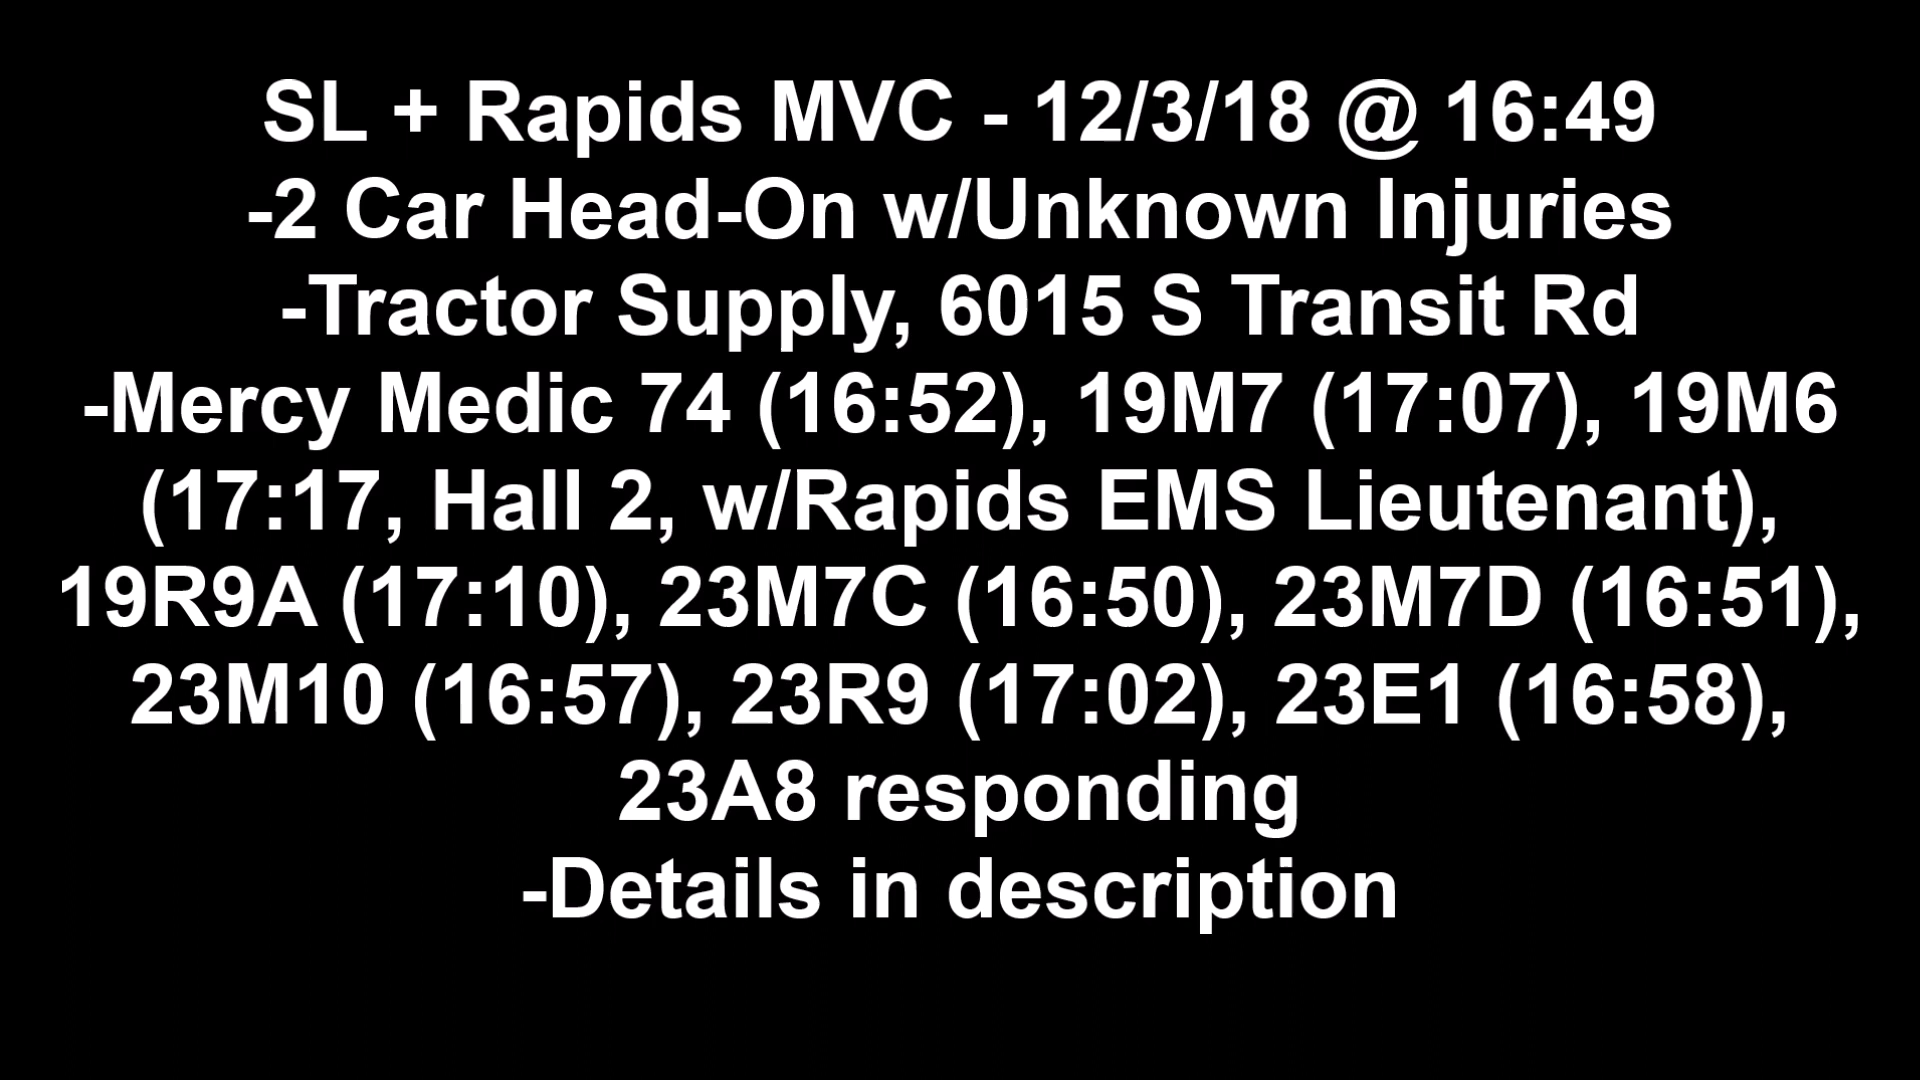 SL + Rapids MVC - 12/3/18 @ 16:49
-2 Car Head-On w/Unknown Injuries
-Tractor Supply, 6015 S Transit Rd
-Mercy Medic 74 (16:52), 19M7 (17:07), 19M6
(17:17, Hall 2, w/Rapids EMS Lieutenant),
19R9A (17:10), 23M7C (16:50), 23M7D (16:51),
23M10 (16:57), 23R9 (17:02), 23E1 (16:58),
23A8 responding
-Details in description